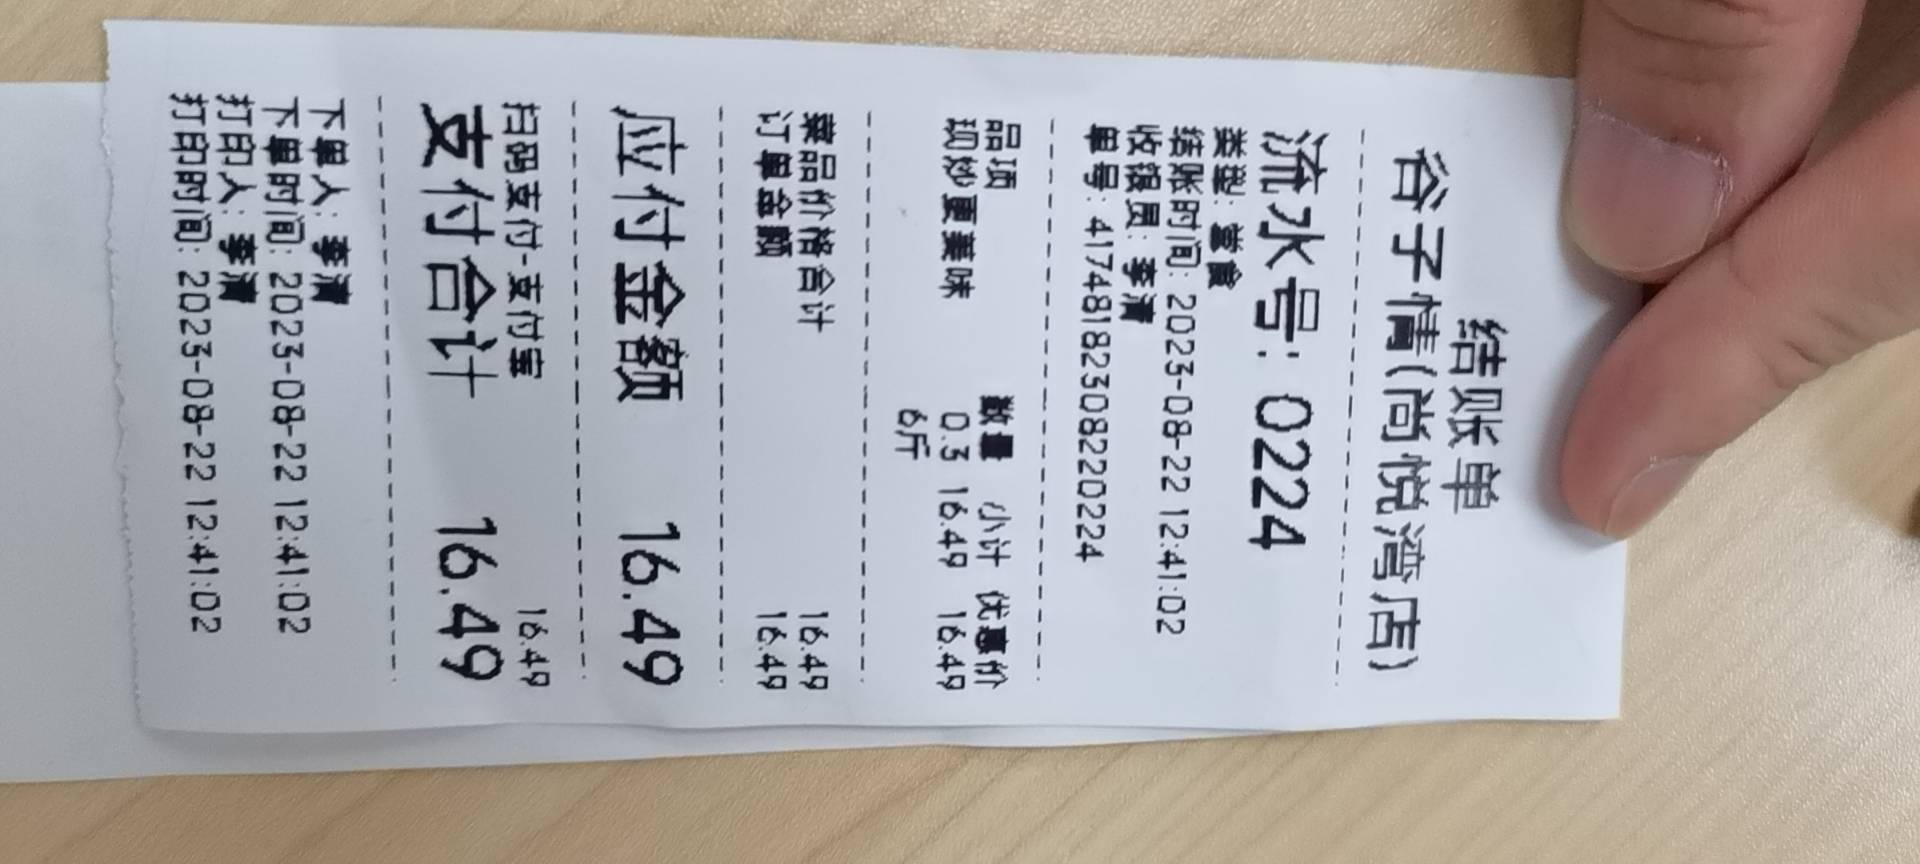 结账单
谷子情(尚悦湾店)
流水号: 0224
类型: 堂食
结账时间: 2023-08-22 12:41:02
收银员: 李清
单号: 41748182308220224
品项 数量 小计 优惠价
现炒更美味 0.3 16.49 16.49
6斤
菜品价格合计 16.49
订单金额 16.49
应付金额 16.49
扫码支付-支付宝 16.49
支付合计 16.49
下单人: 李清
下单时间: 2023-08-22 12:41:02
打印人: 李清
打印时间: 2023-08-22 12:41:02